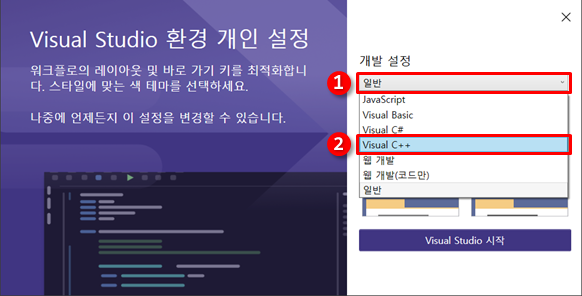 Visual Studio 환경 개인 설정
워크플로의 레이아웃 및 바로 가기 키를 최적화합니
다. 스타일에 맞는 색 테마를 선택하세요.
나중에 언제든지 이 설정을 변경할 수 있습니다.
개발 설정
1
일반
JavaScript
Visual Basic
Visual C#
2
Visual C++
웹 개발
웹 개발(코드만)
일반
Visual Studio 시작